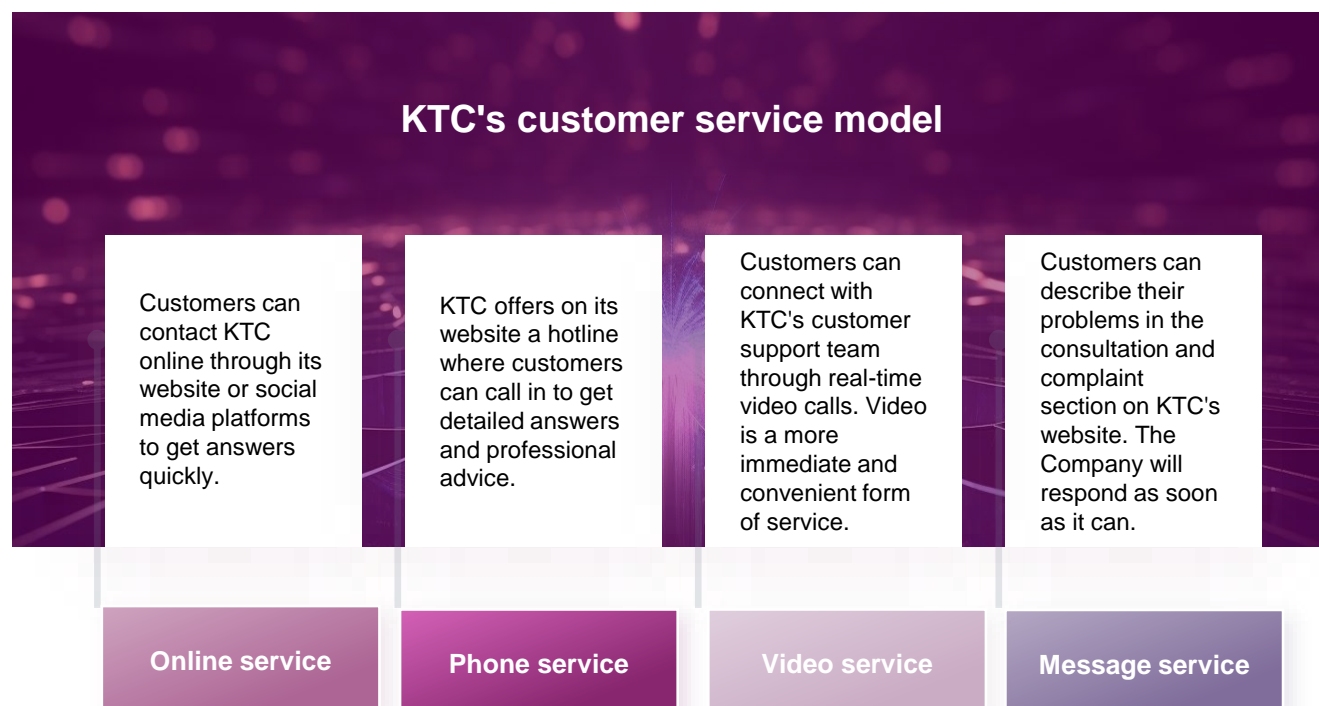 KTC's customer service model
Customers can
contact KTC
online through its
website or social
media platforms
to get answers
quickly.
KTC offers on its
website a hotline
where customers
can call in to get
detailed answers
and professional
advice.
Customers can
connect with
KTC's customer
support team
through real-time
video calls. Video
is a more
immediate and
convenient form
of service.
Customers can
describe their
problems in the
consultation and
complaint
section on KTC's
website. The
Company will
respond as soon
as it can.
Online service
Phone service
Video service
Message service